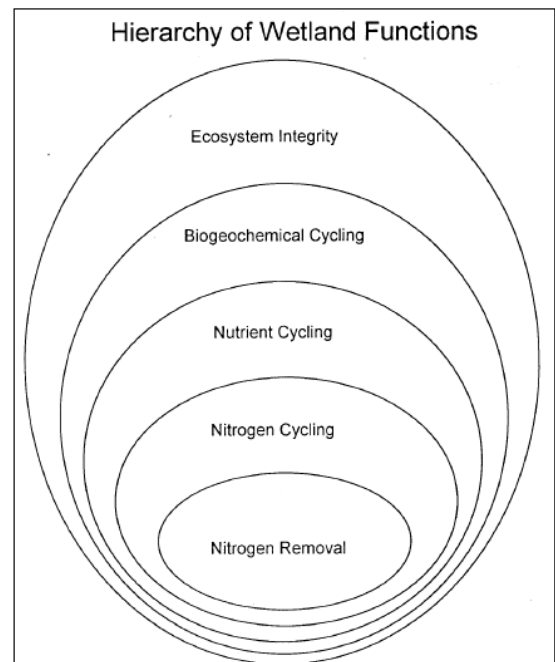 Hierarchy of Wetland Functions
Ecosystem Integrity
Biogeochemical Cycling
Nutrient Cycling
Nitrogen Cycling
Nitrogen Removal